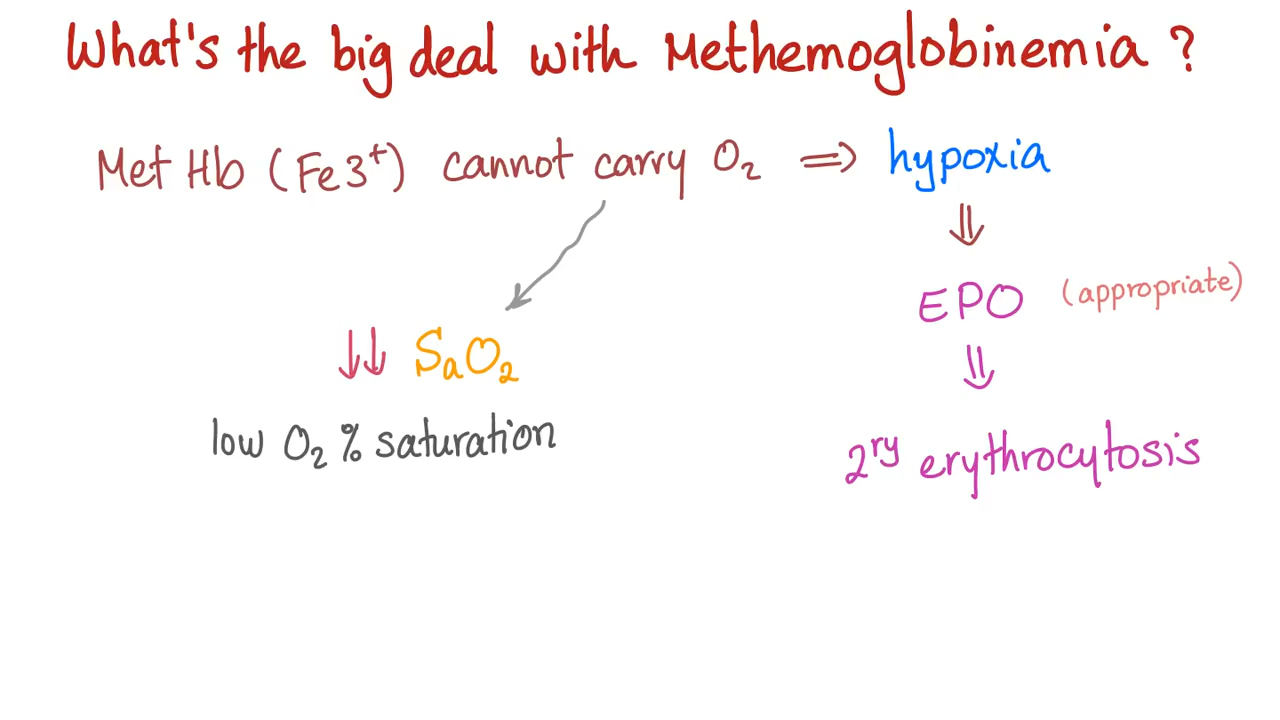 What's the big deal with Methemoglobinemia ?
Met Hb (Fe3⁺) cannot carry O₂ ⇒ hypoxia
⇓
EPO (appropriate)
↓↓ SaO₂
⇓
low O₂ % saturation
2ʳʸ erythrocytosis